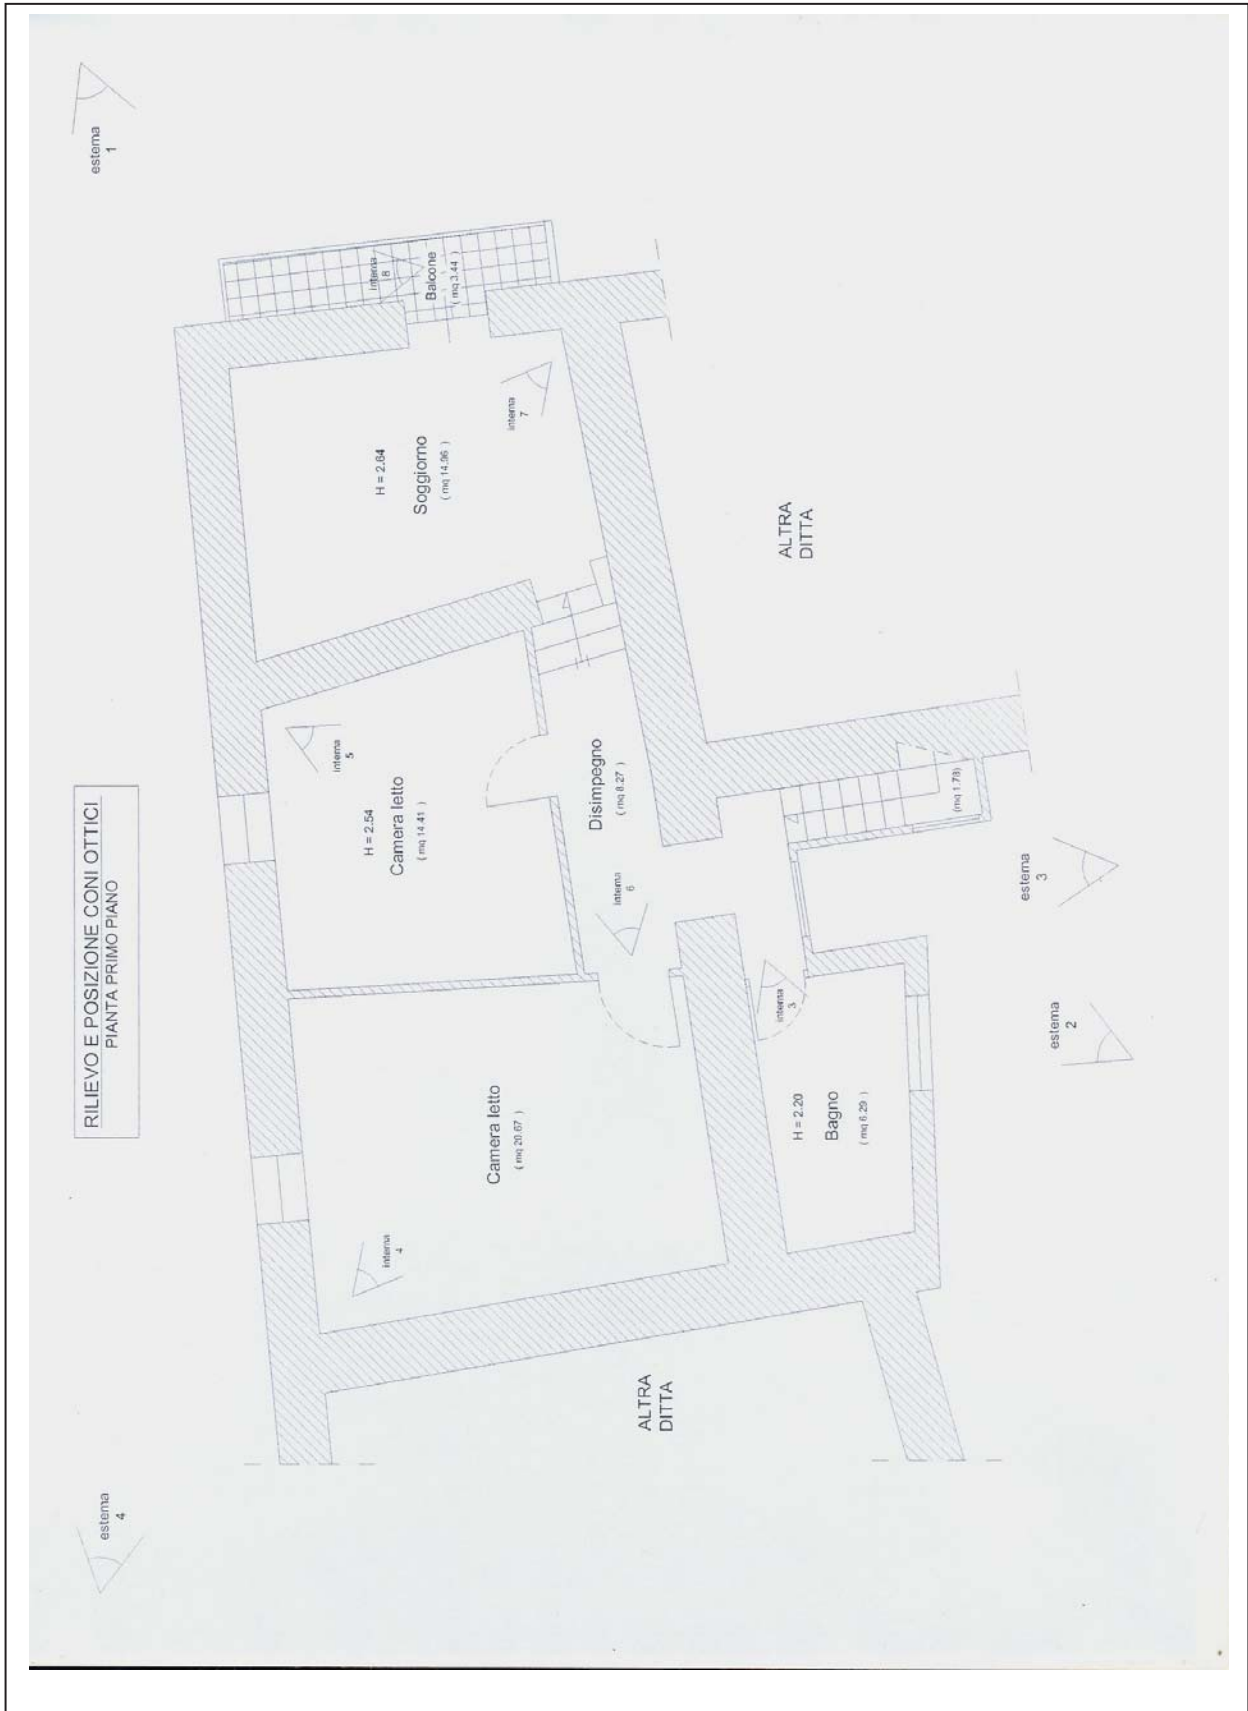 RILIEVO E POSIZIONE CONI OTTICI
PIANTA PRIMO PIANO
esterna
4
esterna
1
interna
4
Camera letto
( mq 20.67 )
H = 2.54
Camera letto
( mq 14.41 )
interna
5
H = 2.64
Soggiorno
( mq 14.96 )
interna
7
interna
8
Balcone
( mq 3.44 )
interna
6
Disimpegno
( mq 8.27 )
ALTRA
DITTA
ALTRA
DITTA
H = 2.20
Bagno
( mq 6.29 )
interna
3
(mq 1.78)
esterna
2
esterna
3